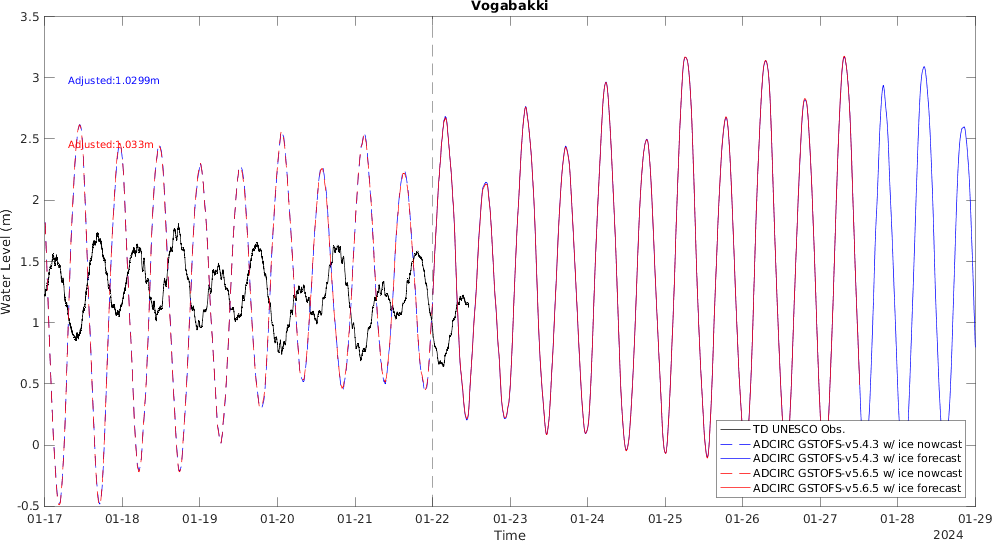 Vogabakki
3.5
3
2.5
2
1.5
1
0.5
0
-0.5
Water Level (m)
Adjusted:1.0299m
Adjusted:1.033m
TD UNESCO Obs.
ADCIRC GSTOFS-v5.4.3 w/ ice nowcast
ADCIRC GSTOFS-v5.4.3 w/ ice forecast
ADCIRC GSTOFS-v5.6.5 w/ ice nowcast
ADCIRC GSTOFS-v5.6.5 w/ ice forecast
01-17 01-18 01-19 01-20 01-21 01-22 01-23 01-24 01-25 01-26 01-27 01-28 01-29
Time
2024